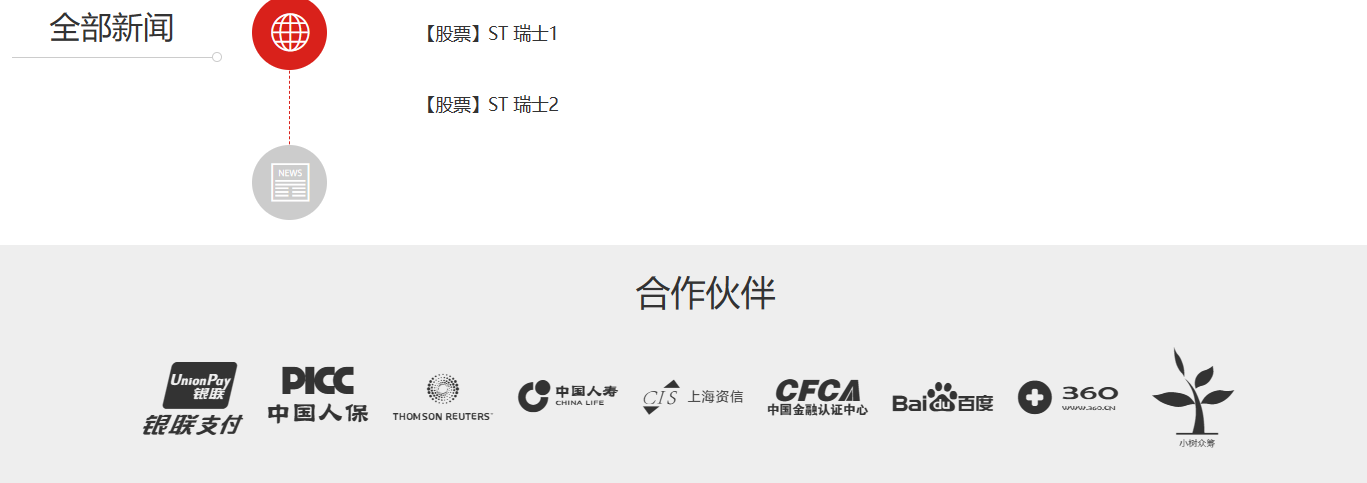 全部新闻
【股票】ST 瑞士1
【股票】ST 瑞士2
NEWS
合作伙伴
UnionPay
银联
银联支付
PICC
中国人保
THOMSON REUTERS
中国人寿
CHINA LIFE
CIS 上海资信
CFCA
中国金融认证中心
Bai du 百度
360
WWW.360.CN
小树众筹